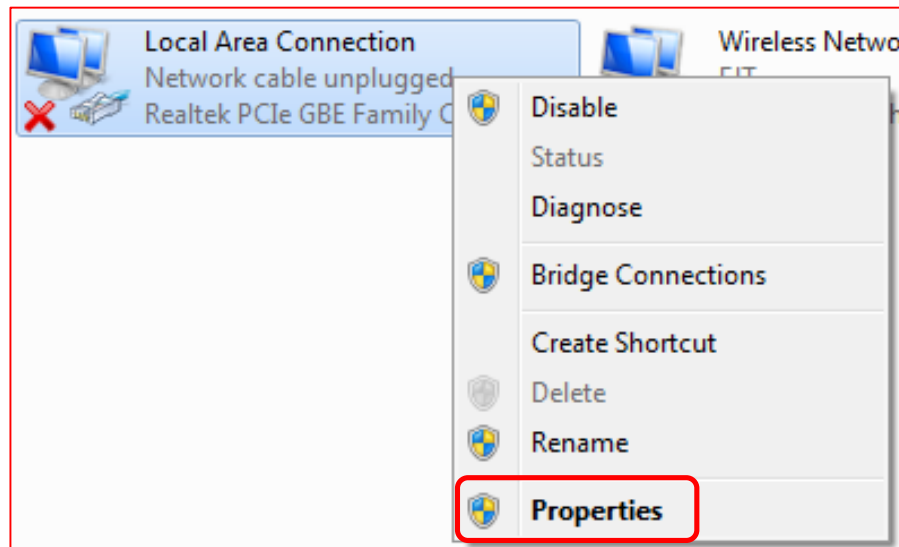 Local Area Connection
Network cable unplugged
Realtek PCIe GBE Family
Wireless
Disable
Status
Diagnose
Bridge Connections
Create Shortcut
Delete
Rename
Properties